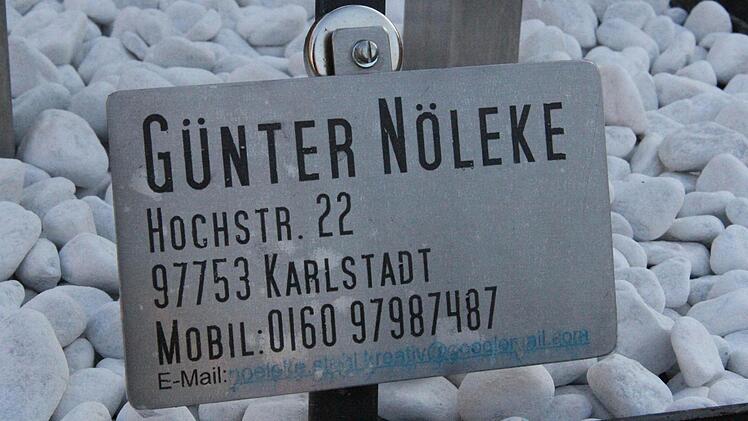 GÜNTER NÖLEKE
HOCHSTR. 22
97753 KARLSTADT
MOBIL:0160 97987487
E-Mail: